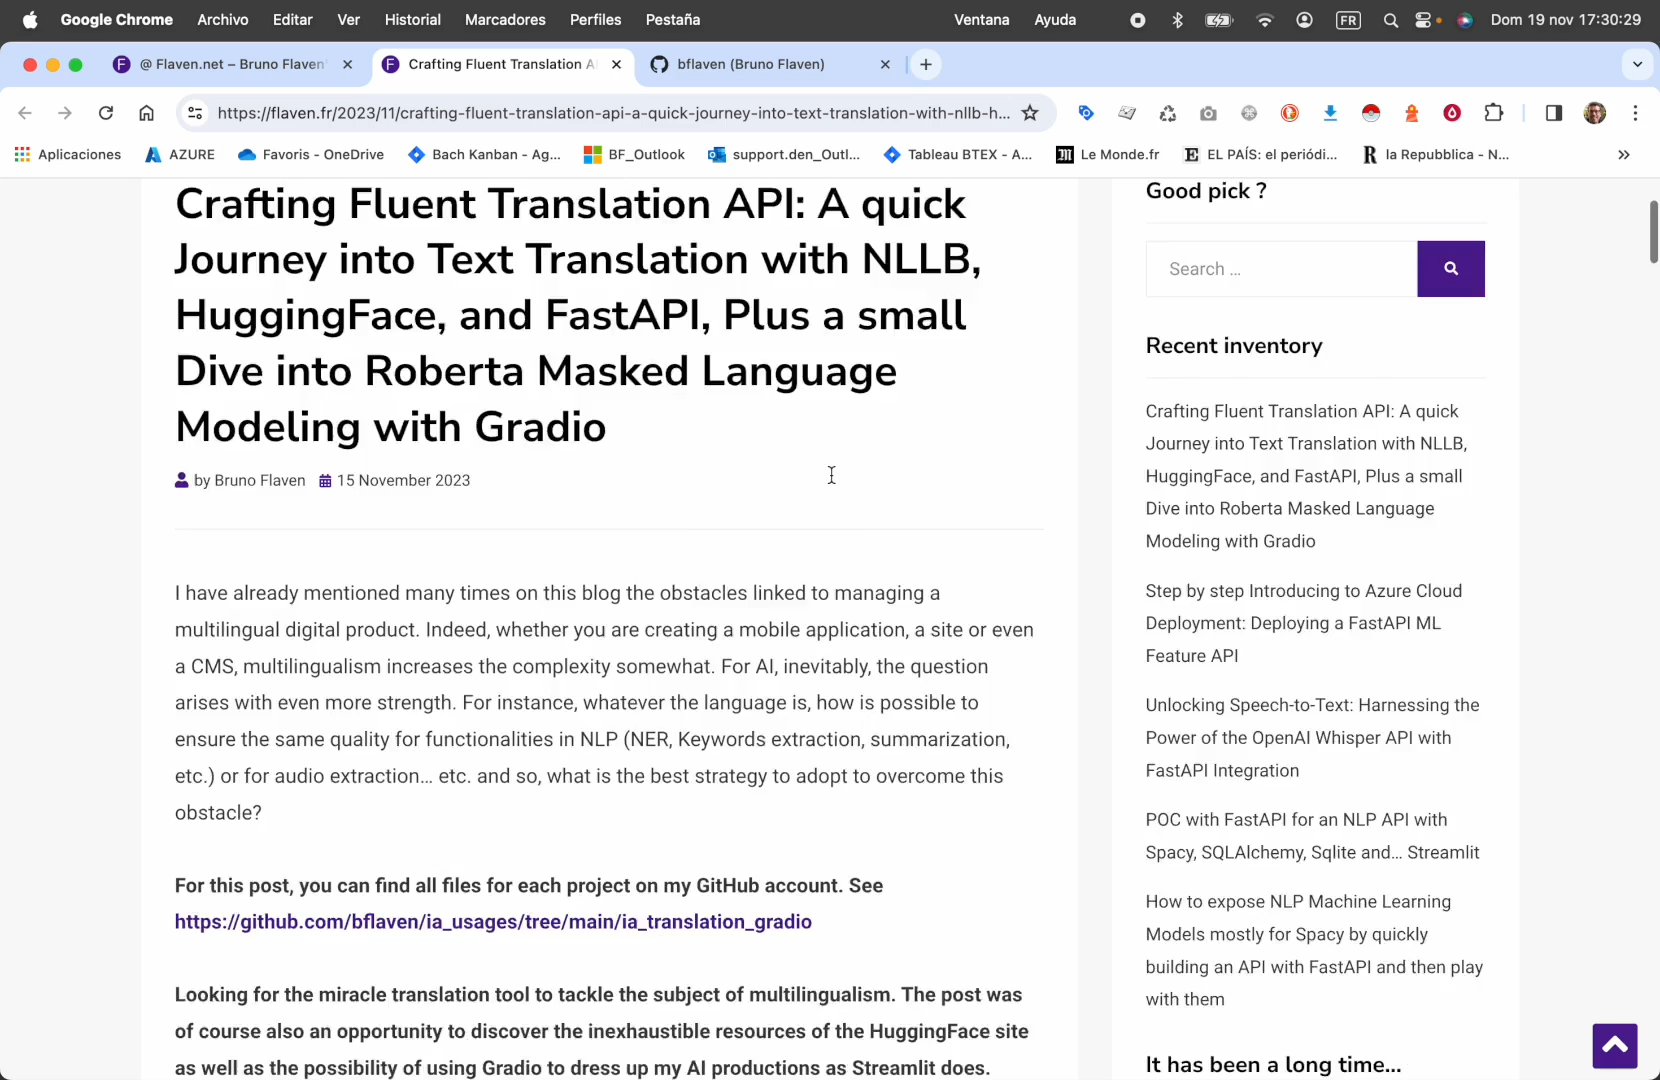 Google Chrome Archivo Editar Ver Historial Marcadores Perfiles Pestaña Ventana Ayuda FR Dom 19 nov 17:30:29
@ Flaven.net – Bruno Flaven' Crafting Fluent Translation A bflaven (Bruno Flaven)
https://flaven.fr/2023/11/crafting-fluent-translation-api-a-quick-journey-into-text-translation-with-nllb-h...
Aplicaciones AZURE Favoris - OneDrive Bach Kanban - Ag... BF_Outlook support.den_Outl... Tableau BTEX - A... Le Monde.fr EL PAÍS: el periódi... la Repubblica - N... »
Crafting Fluent Translation API: A quick
Journey into Text Translation with NLLB,
HuggingFace, and FastAPI, Plus a small
Dive into Roberta Masked Language
Modeling with Gradio
by Bruno Flaven 15 November 2023
I have already mentioned many times on this blog the obstacles linked to managing a
multilingual digital product. Indeed, whether you are creating a mobile application, a site or even
a CMS, multilingualism increases the complexity somewhat. For AI, inevitably, the question
arises with even more strength. For instance, whatever the language is, how is possible to
ensure the same quality for functionalities in NLP (NER, Keywords extraction, summarization,
etc.) or for audio extraction... etc. and so, what is the best strategy to adopt to overcome this
obstacle?
For this post, you can find all files for each project on my GitHub account. See
https://github.com/bflaven/ia_usages/tree/main/ia_translation_gradio
Looking for the miracle translation tool to tackle the subject of multilingualism. The post was
of course also an opportunity to discover the inexhaustible resources of the HuggingFace site
as well as the possibility of using Gradio to dress up my AI productions as Streamlit does.
Good pick ?
Search ...
Recent inventory
Crafting Fluent Translation API: A quick
Journey into Text Translation with NLLB,
HuggingFace, and FastAPI, Plus a small
Dive into Roberta Masked Language
Modeling with Gradio
Step by step Introducing to Azure Cloud
Deployment: Deploying a FastAPI ML
Feature API
Unlocking Speech-to-Text: Harnessing the
Power of the OpenAI Whisper API with
FastAPI Integration
POC with FastAPI for an NLP API with
Spacy, SQLAlchemy, Sqlite and... Streamlit
How to expose NLP Machine Learning
Models mostly for Spacy by quickly
building an API with FastAPI and then play
with them
It has been a long time...